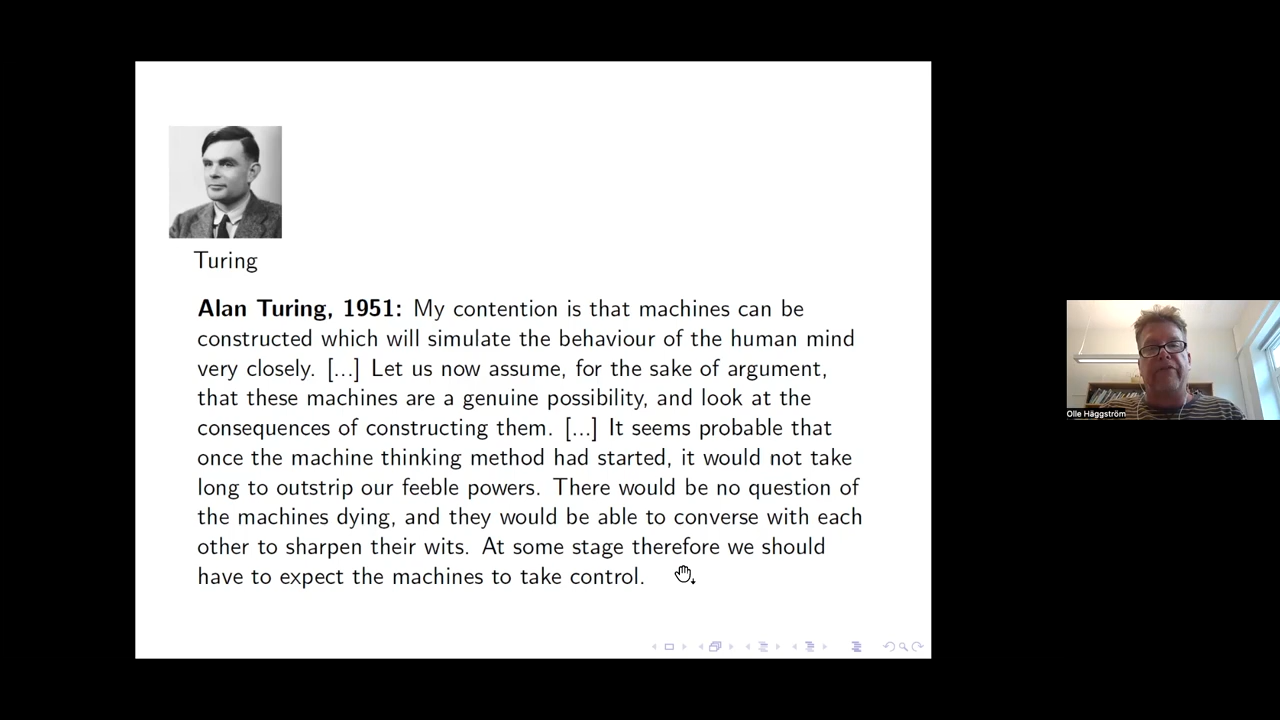 Turing
Alan Turing, 1951: My contention is that machines can be
constructed which will simulate the behaviour of the human mind
very closely. [...] Let us now assume, for the sake of argument,
that these machines are a genuine possibility, and look at the
consequences of constructing them. [...] It seems probable that
once the machine thinking method had started, it would not take
long to outstrip our feeble powers. There would be no question of
the machines dying, and they would be able to converse with each
other to sharpen their wits. At some stage therefore we should
have to expect the machines to take control.
Olle Häggström